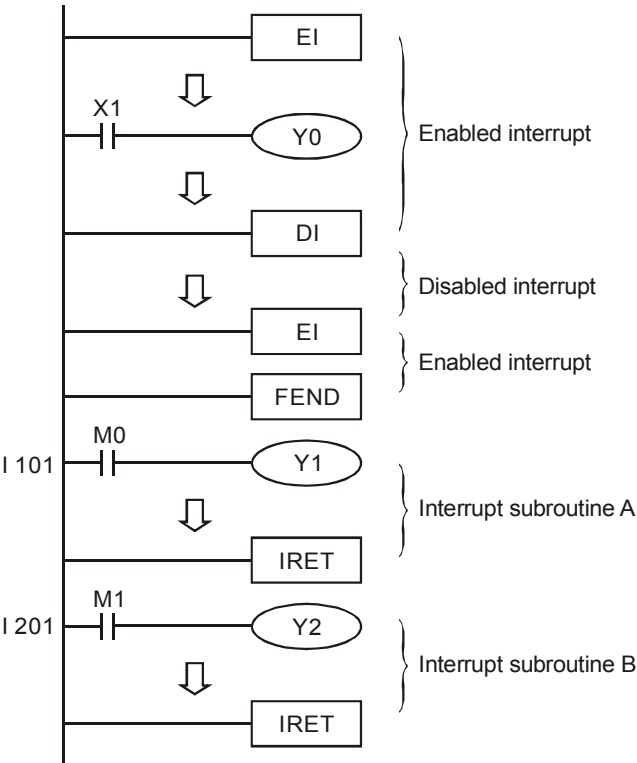 EI
X1
Y0
Enabled interrupt
DI
Disabled interrupt
EI
Enabled interrupt
FEND
M0
I 101
Y1
Interrupt subroutine A
IRET
M1
I 201
Y2
Interrupt subroutine B
IRET